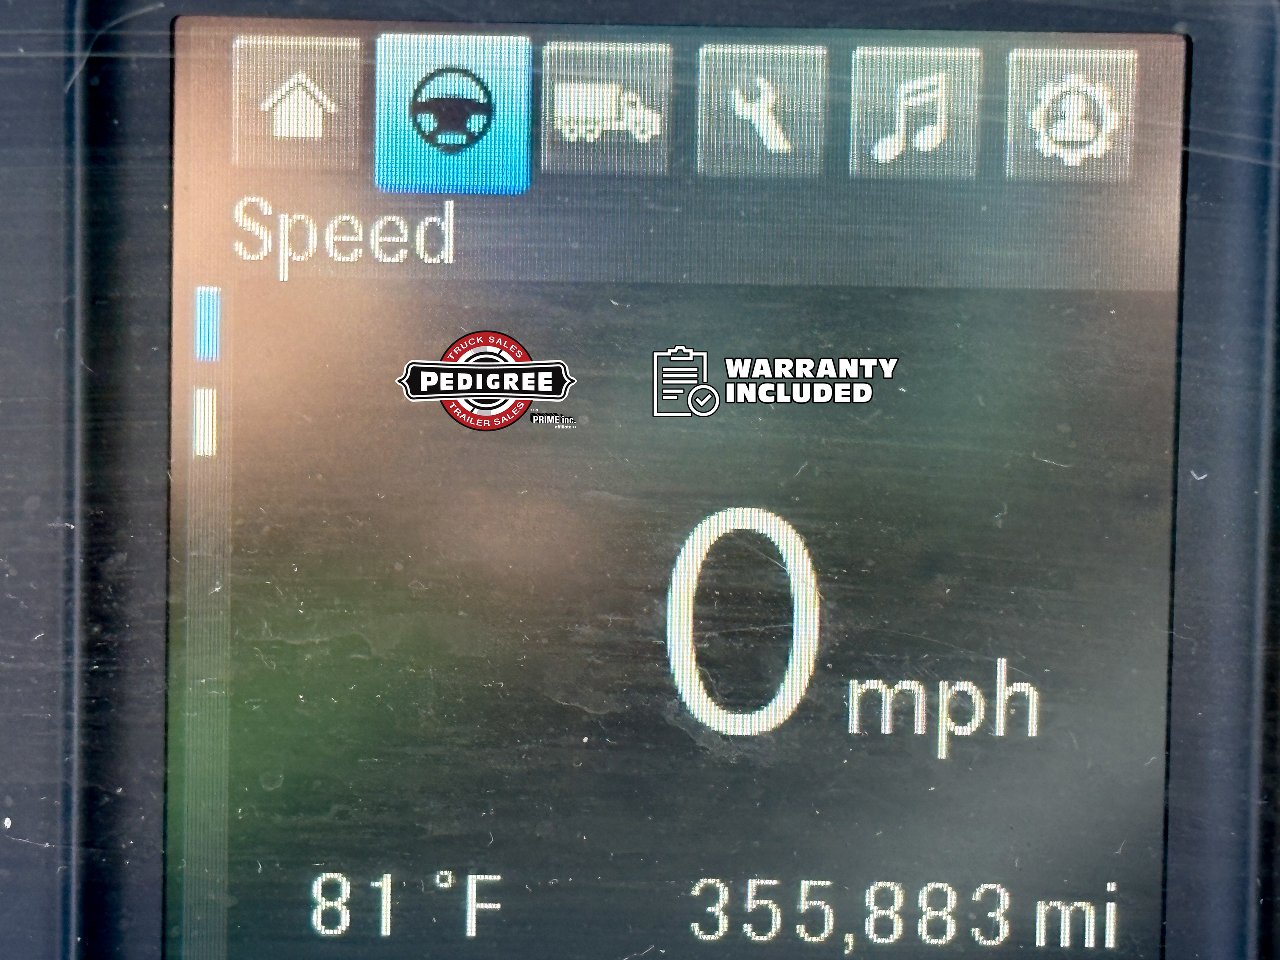 Speed
TRUCK SALES
PEDIGREE
TRAILER SALES
PRIME inc.
WARRANTY
INCLUDED
0 mph
81 °F
355,883 mi